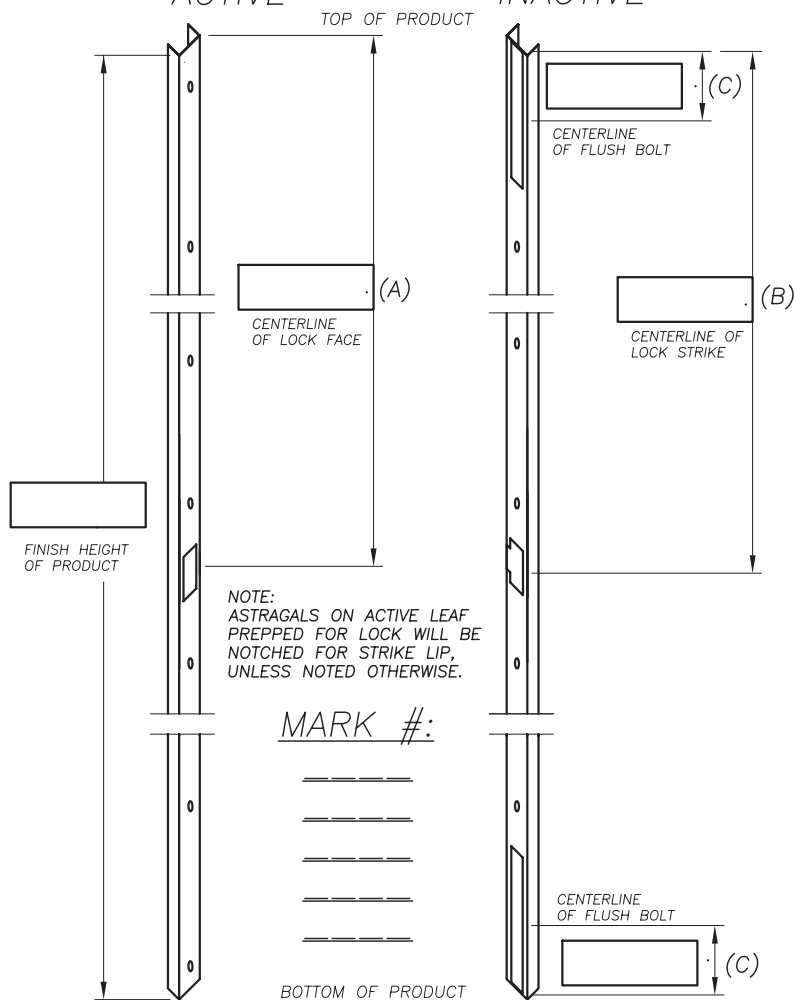 ACTIVE
INACTIVE
TOP OF PRODUCT
(C)
CENTERLINE
OF FLUSH BOLT
(A)
CENTERLINE
OF LOCK FACE
(B)
CENTERLINE OF
LOCK STRIKE
FINISH HEIGHT
OF PRODUCT
NOTE:
ASTRAGALS ON ACTIVE LEAF
PREPPED FOR LOCK WILL BE
NOTCHED FOR STRIKE LIP,
UNLESS NOTED OTHERWISE.
MARK #:
CENTERLINE
OF FLUSH BOLT
(C)
BOTTOM OF PRODUCT